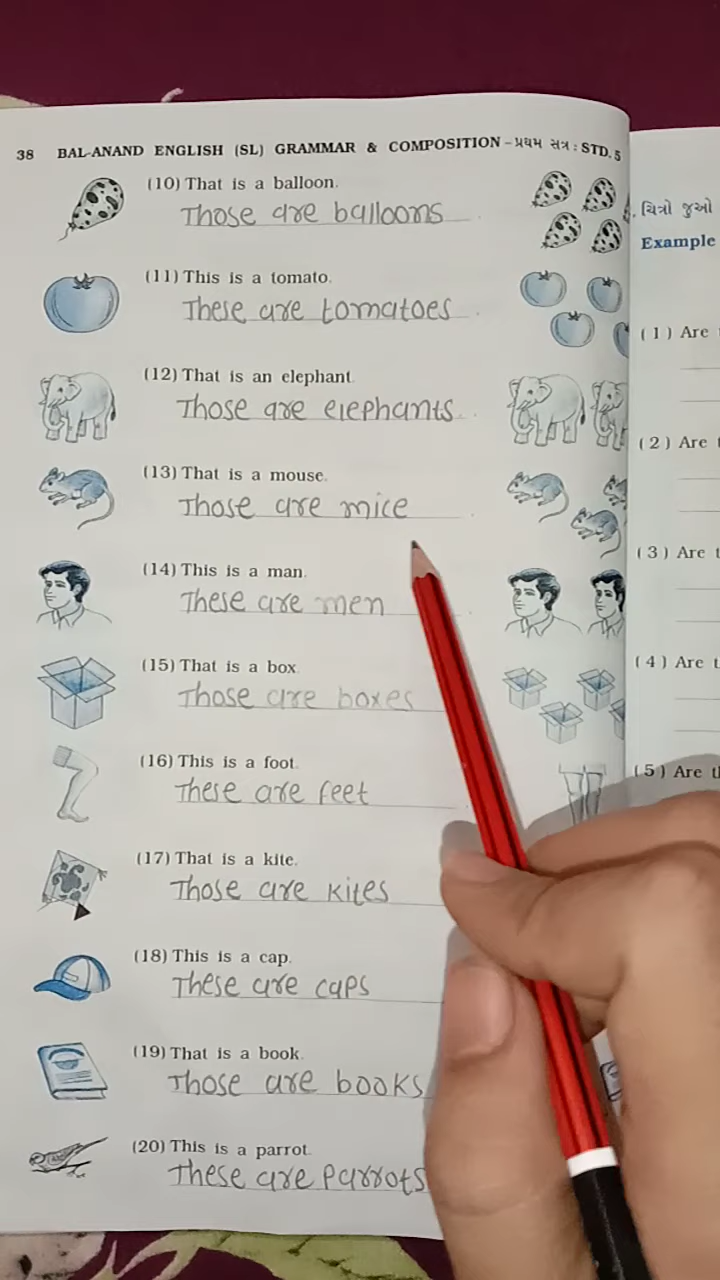 38 BAL-ANAND ENGLISH (SL) GRAMMAR & COMPOSITION – પ્રથમ સત્ર : STD. 5
(10) That is a balloon.
Those are balloons
(11) This is a tomato.
These are tomatoes
(12) That is an elephant.
Those are elephants
(13) That is a mouse.
Those are mice
(14) This is a man.
These are men
(15) That is a box.
Those are boxes
(16) This is a foot.
These are feet
(17) That is a kite.
Those are kites
(18) This is a cap.
These are caps
(19) That is a book.
Those are books
(20) This is a parrot.
These are parrots
ચિત્રો જુઓ
Example
(1) Are
(2) Are
(3) Are
(4) Are
(5) Are